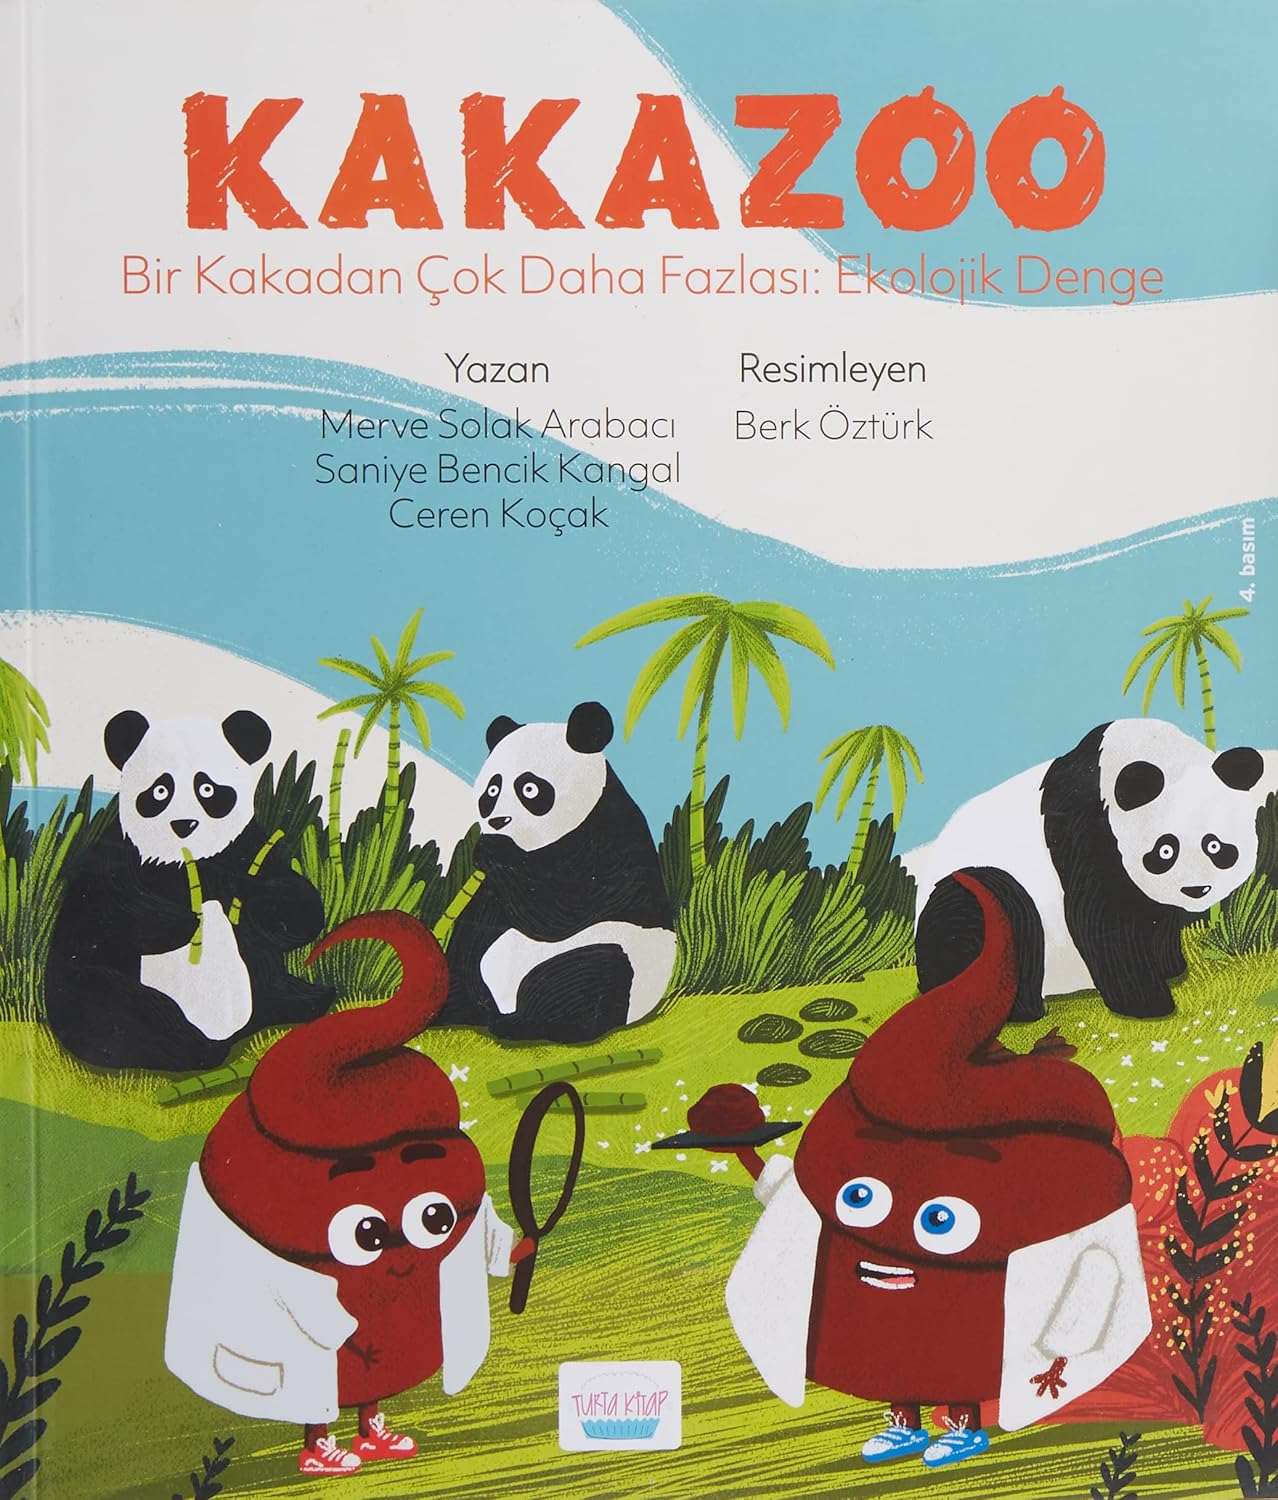 KAKAZOO
Bir Kakadan Çok Daha Fazlası: Ekolojik Denge
Yazan
Merve Solak Arabacı
Saniye Bencik Kangal
Ceren Koçak
Resimleyen
Berk Öztürk
4. basım
TURTA KİTAP